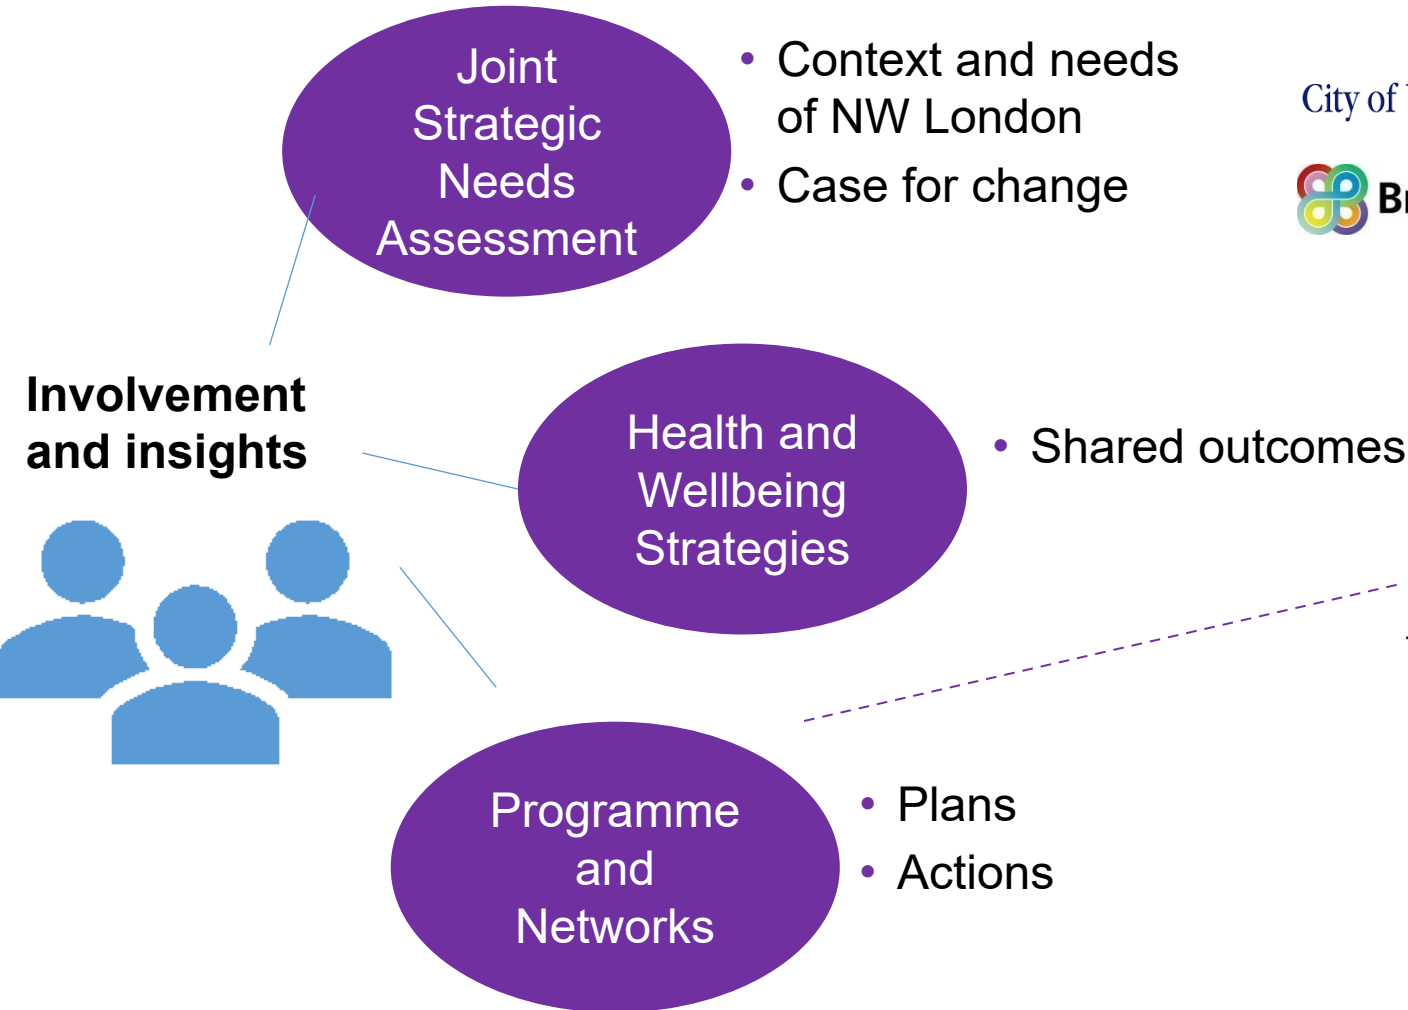 Joint
Strategic
Needs
Assessment
• Context and needs
of NW London
• Case for change
City of
Involvement
and insights
Health and
Wellbeing
Strategies
• Shared outcomes
Programme
and
Networks
• Plans
• Actions